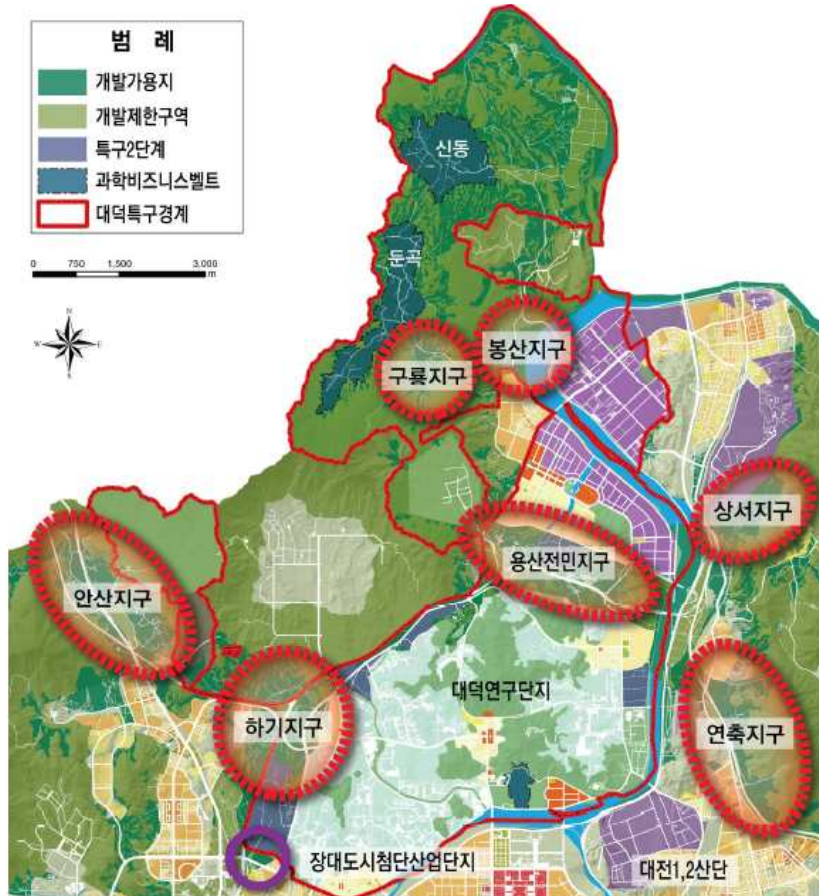 범 례
개발가용지
개발제한구역
특구2단계
과학비즈니스벨트
대덕특구경계
0 750 1,500 3,000
m
N
W E
S
신동
둔곡
봉산지구
구룡지구
상서지구
용산전민지구
안산지구
대덕연구단지
하기지구
연축지구
장대도시첨단산업단지
대전1,2산단